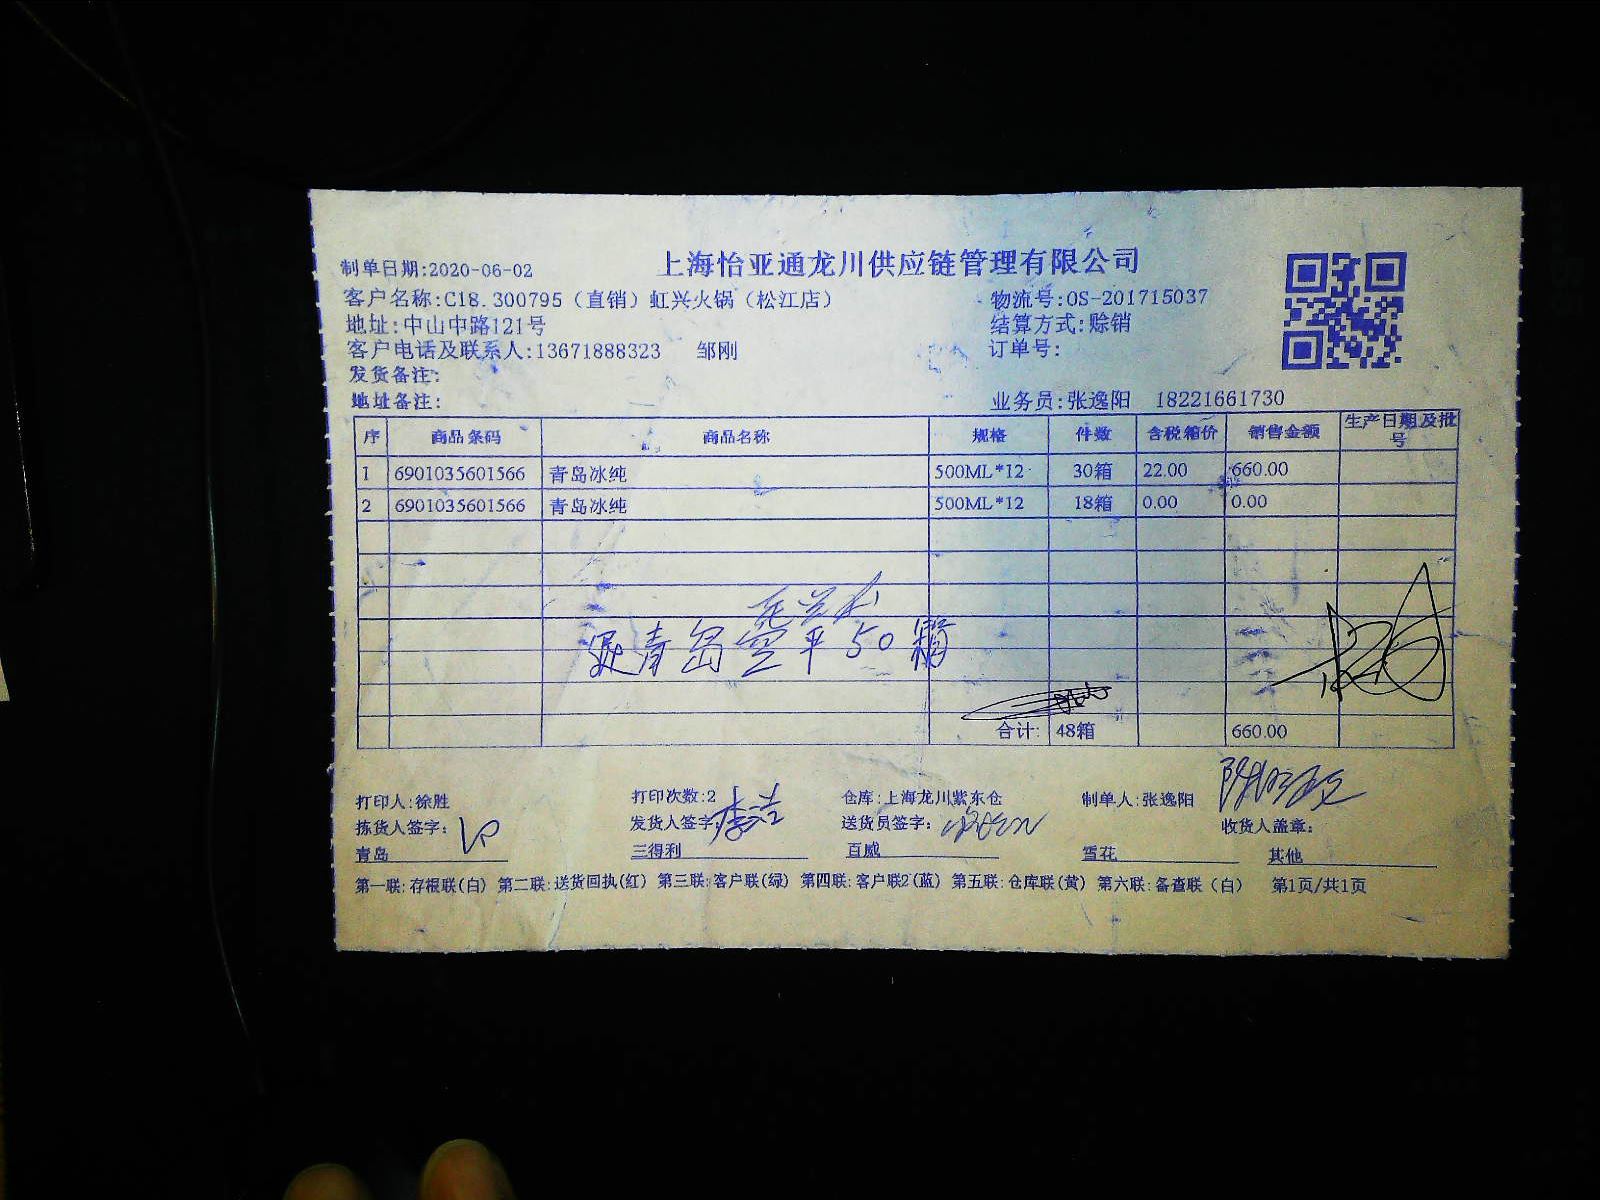 上海怡亚通龙川供应链管理有限公司
制单日期:2020-06-02
客户名称:C18.300795（直销）虹兴火锅（松江店） 物流号:OS-201715037
地址:中山中路121号 结算方式:赊销
客户电话及联系人:13671888323 邹刚 订单号:
发货备注:
地址备注: 业务员:张逸阳 18221661730
序 商品条码 商品名称 规格 件数 含税箱价 销售金额 生产日期及批号
1 6901035601566 青岛冰纯 500ML*12 30箱 22.00 660.00
2 6901035601566 青岛冰纯 500ML*12 18箱 0.00 0.00
退青岛空平50箱
合计: 48箱 660.00
打印人:徐胜 打印次数:2 仓库:上海龙川紫东仓 制单人:张逸阳
拣货人签字: 发货人签字: 送货员签字: 收货人盖章:
青岛 三得利 百威 雪花 其他
第一联:存根联(白) 第二联:送货回执(红) 第三联:客户联(绿) 第四联:客户联2(蓝) 第五联:仓库联(黄) 第六联:备查联（白） 第1页/共1页